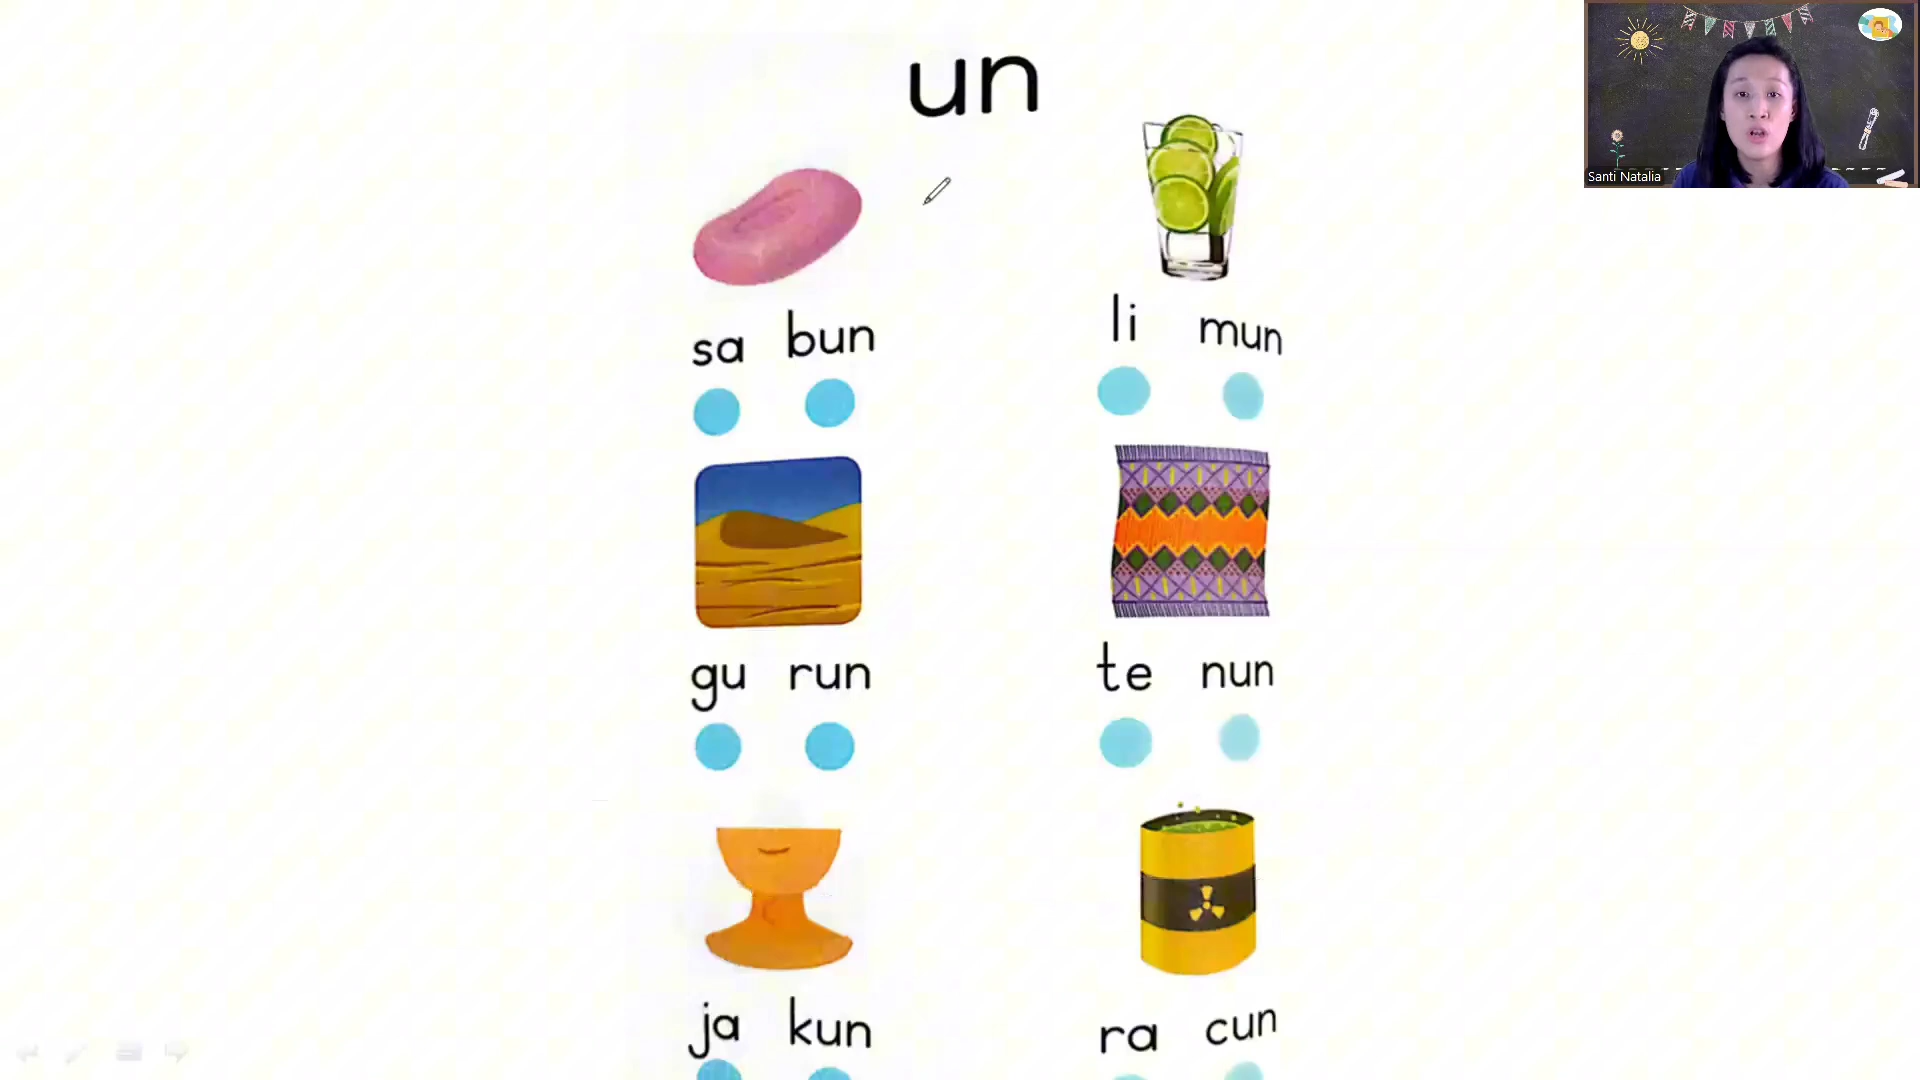 un
sa bun
li mun
gu run
te nun
ja kun
ra cun
Santi Natalia